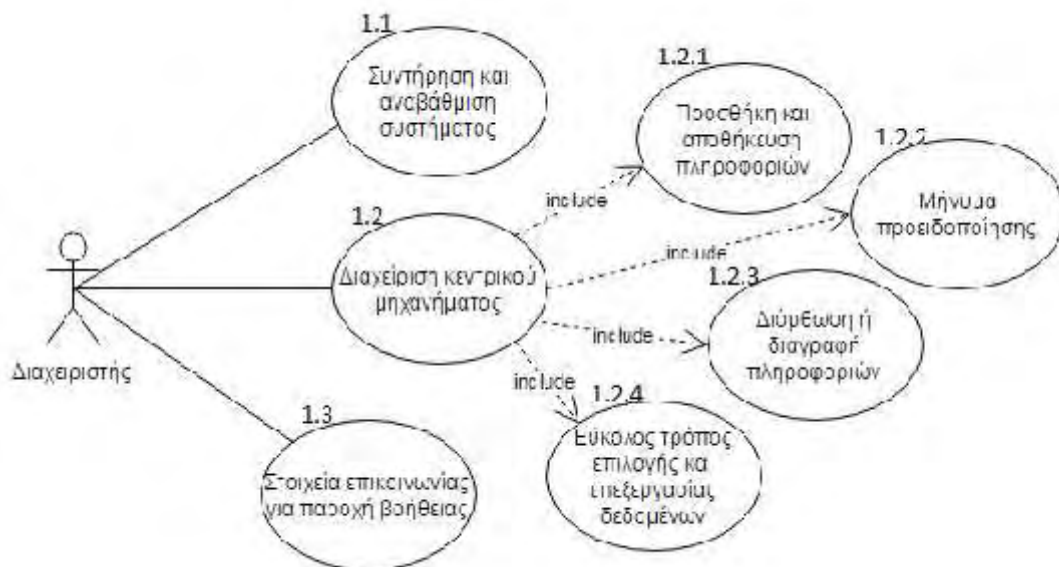 1.1
Συντήρηση και
αναβάθμιση
συστήματος
1.2.1
Προσθήκη και
αποθήκευση
πληροφοριών
1.2.2
Μήνυμα
προειδοποίησης
include
1.2
Διαχείριση κεντρικού
μηχανήματος
include
1.2.3
Διόρθωση ή
διαγραφή
πληροφοριών
include
Διαχειριστής
include
1.2.4
Εύκολος τρόπος
επιλογής κα
επεξεργασίας
δεδομένων
1.3
Στοιχεία επικοινωνίας
για παροχή βοήθειας